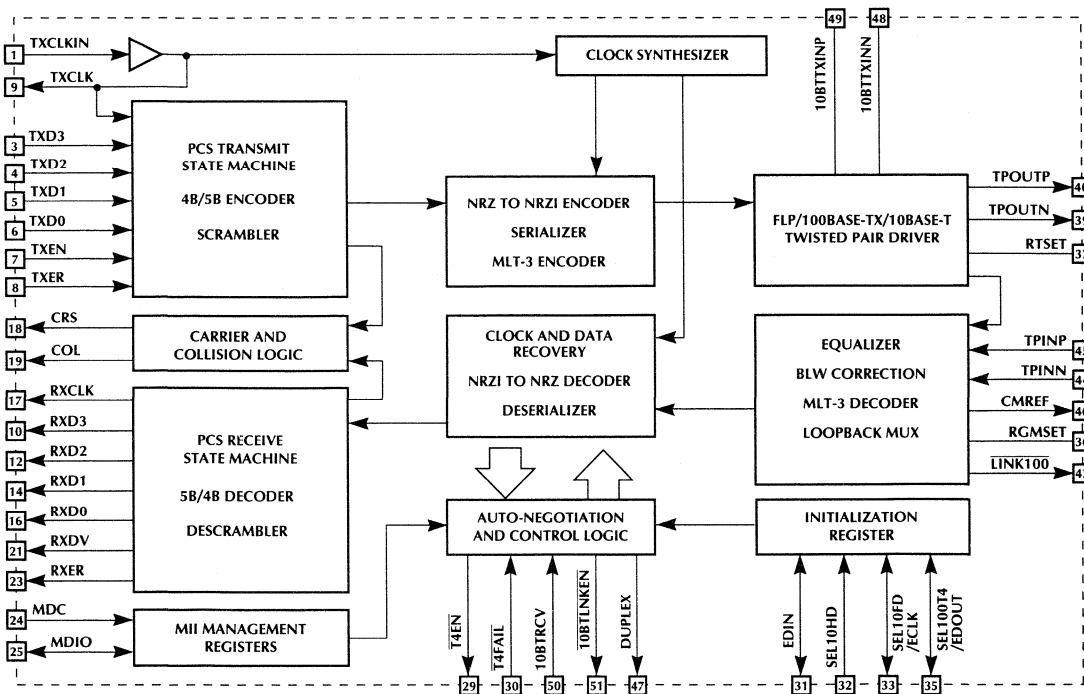 49
48
10BTTXINP
10BTTXINN
1
TXCLKIN
9
TXCLK
CLOCK SYNTHESIZER
3
TXD3
4
TXD2
5
TXD1
6
TXD0
7
TXEN
8
TXER
PCS TRANSMIT
STATE MACHINE
4B/5B ENCODER
SCRAMBLER
NRZ TO NRZI ENCODER
SERIALIZER
MLT-3 ENCODER
FLP/100BASE-TX/10BASE-T
TWISTED PAIR DRIVER
TPOUTP
TPOUTN
RTSET
18
CRS
19
COL
CARRIER AND
COLLISION LOGIC
CLOCK AND DATA
RECOVERY
NRZI TO NRZ DECODER
DESERIALIZER
EQUALIZER
BLW CORRECTION
MLT-3 DECODER
LOOPBACK MUX
TPINP
TPINN
CMREF
RGMSET
LINK100
17
RXCLK
10
RXD3
12
RXD2
14
RXD1
16
RXD0
21
RXDV
23
RXER
PCS RECEIVE
STATE MACHINE
5B/4B DECODER
DESCRAMBLER
AUTO-NEGOTIATION
AND CONTROL LOGIC
INITIALIZATION
REGISTER
24
MDC
25
MDIO
MII MANAGEMENT
REGISTERS
T4EN
T4FAIL
10BTRCV
10BTLNKEN
DUPLEX
EDIN
SEL10HD
SEL10FD
/ECLK
SEL100T4
/EDOUT
29
30
50
51
47
31
32
33
35